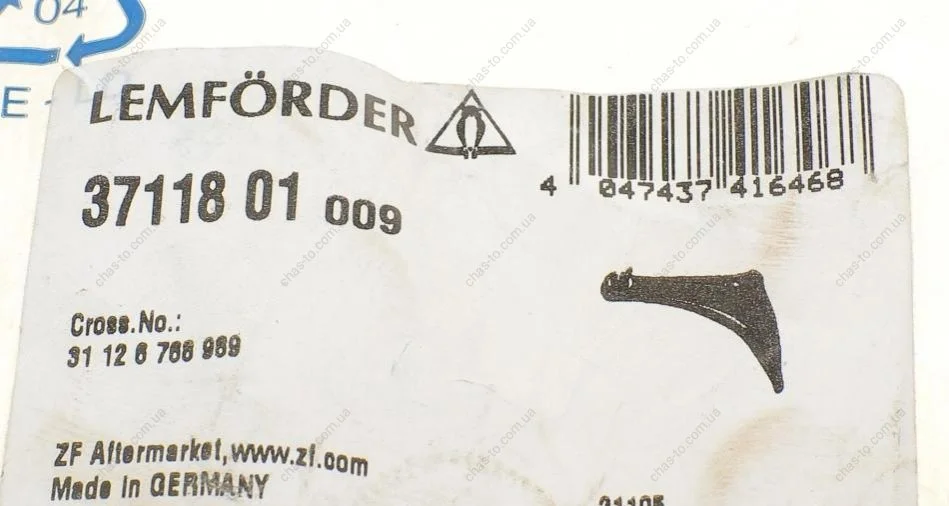 04
E
LEMFÖRDER
37118 01 009
4 047437 416468
Cross.No.:
31 12 6 768 989
ZF Aftermarket, www.zf.com
Made in GERMANY
chas-to.com.ua